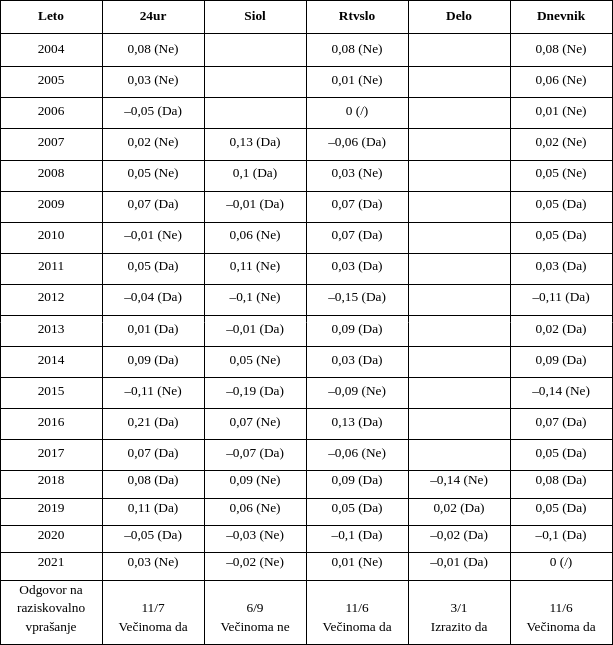 Leto 24ur Siol Rtvslo Delo Dnevnik
2004 0,08 (Ne) 0,08 (Ne) 0,08 (Ne)
2005 0,03 (Ne) 0,01 (Ne) 0,06 (Ne)
2006 –0,05 (Da) 0 (/) 0,01 (Ne)
2007 0,02 (Ne) 0,13 (Da) –0,06 (Da) 0,02 (Ne)
2008 0,05 (Ne) 0,1 (Da) 0,03 (Ne) 0,05 (Ne)
2009 0,07 (Da) –0,01 (Da) 0,07 (Da) 0,05 (Da)
2010 –0,01 (Ne) 0,06 (Ne) 0,07 (Da) 0,05 (Da)
2011 0,05 (Da) 0,11 (Ne) 0,03 (Da) 0,03 (Da)
2012 –0,04 (Da) –0,1 (Ne) –0,15 (Da) –0,11 (Da)
2013 0,01 (Da) –0,01 (Da) 0,09 (Da) 0,02 (Da)
2014 0,09 (Da) 0,05 (Ne) 0,03 (Da) 0,09 (Da)
2015 –0,11 (Ne) –0,19 (Da) –0,09 (Ne) –0,14 (Ne)
2016 0,21 (Da) 0,07 (Ne) 0,13 (Da) 0,07 (Da)
2017 0,07 (Da) –0,07 (Da) –0,06 (Ne) 0,05 (Da)
2018 0,08 (Da) 0,09 (Ne) 0,09 (Da) –0,14 (Ne) 0,08 (Da)
2019 0,11 (Da) 0,06 (Ne) 0,05 (Da) 0,02 (Da) 0,05 (Da)
2020 –0,05 (Da) –0,03 (Ne) –0,1 (Da) –0,02 (Da) –0,1 (Da)
2021 0,03 (Ne) –0,02 (Ne) 0,01 (Ne) –0,01 (Da) 0 (/)
Odgovor na
raziskovalno 11/7 6/9 11/6 3/1 11/6
vprašanje Večinoma da Večinoma ne Večinoma da Izrazito da Večinoma da